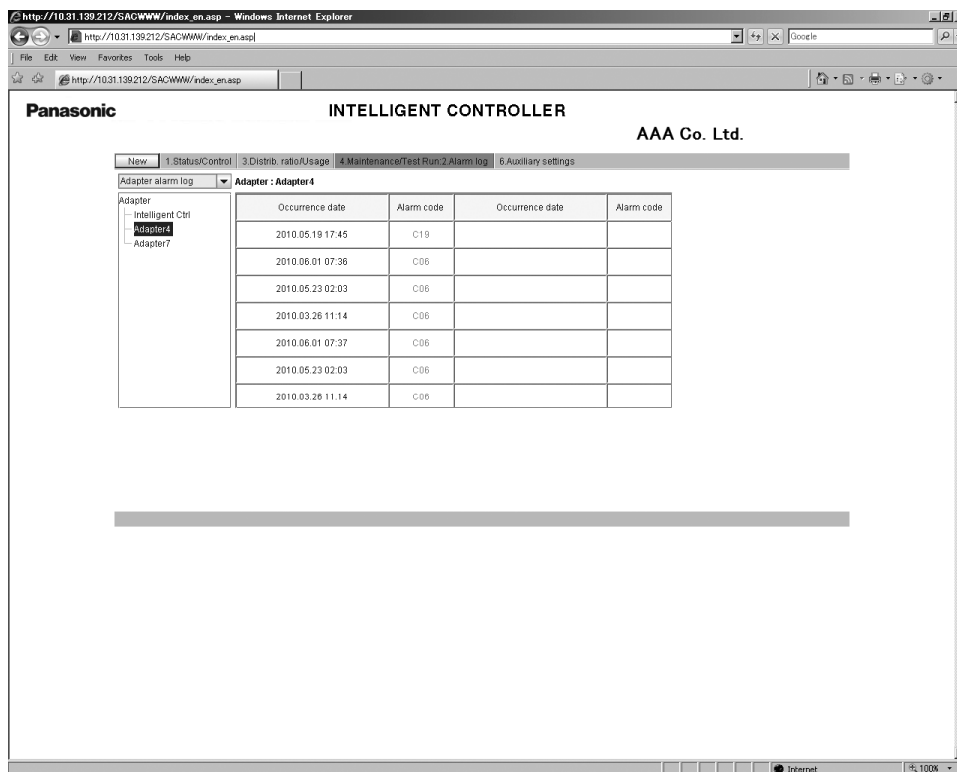 http://10.31.139.212/SACWWW/index_en.asp - Windows Internet Explorer
http://10.31.139.212/SACWWW/index_en.asp
Google
File Edit View Favorites Tools Help
http://10.31.139.212/SACWWW/index_en.asp
Panasonic
INTELLIGENT CONTROLLER
AAA Co. Ltd.
New 1.Status/Control 3.Distrib. ratio/Usage 4.Maintenance/Test Run:2.Alarm log 6.Auxiliary settings
Adapter alarm log Adapter : Adapter4
Adapter
Intelligent Ctrl
Adapter4
Adapter7
Occurrence date Alarm code Occurrence date Alarm code
2010.05.19 17:45 C19
2010.06.01 07:36 C06
2010.05.23 02:03 C06
2010.03.26 11:14 C06
2010.06.01 07:37 C06
2010.05.23 02:03 C06
2010.03.26 11:14 C06
Internet 100%